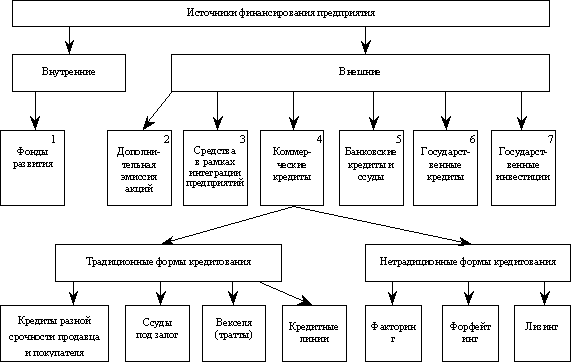 Источники финансирования предприятия
Внутренние
Внешние
1
Фонды
развития
2
Дополни-
тельная
эмиссия
акций
3
Средства
в рамках
интеграции
предприятий
4
Коммер-
ческие
кредиты
5
Банковские
кредиты и
ссуды
6
Государст-
венные
кредиты
7
Государст-
венные
инвестиции
Традиционные формы кредитования
Нетрадиционные формы кредитования
Кредиты разной
срочности продавца
и покупателя
Ссуды
под залог
Векселя
(тратты)
Кредитные
линии
Факторин
г
Форфейт
инг
Лизинг